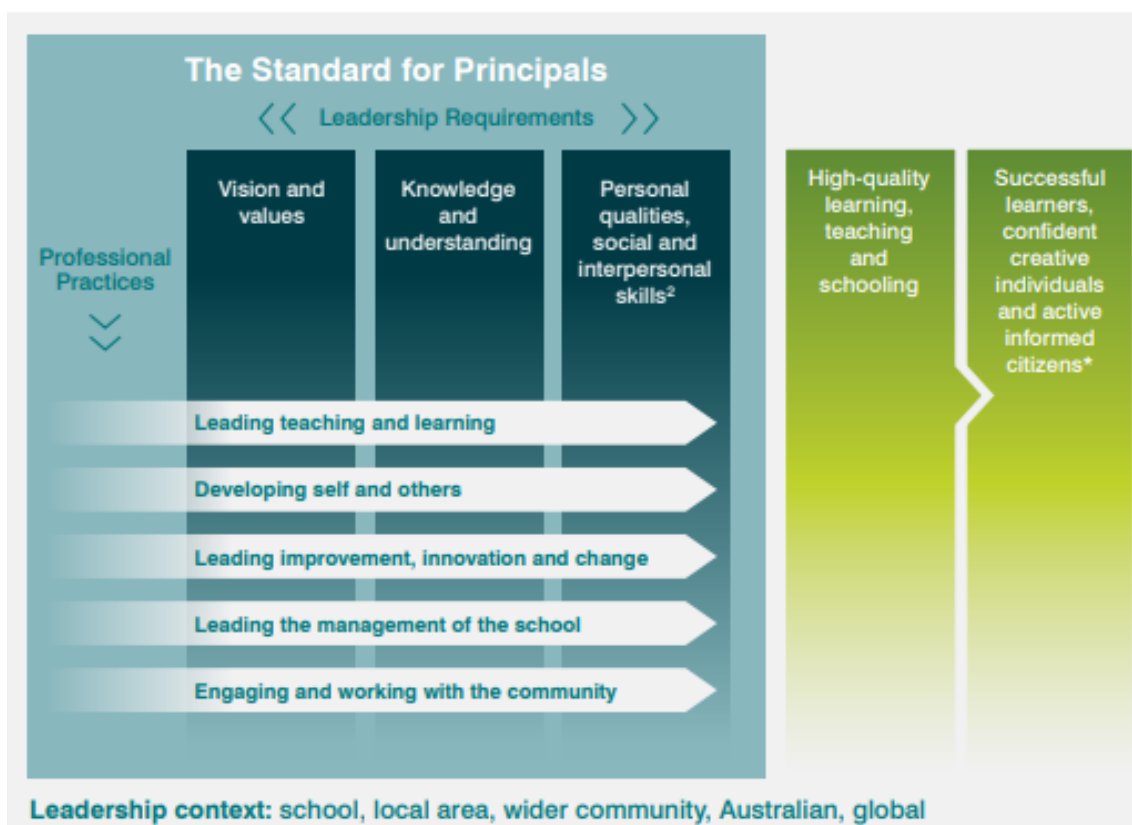 The Standard for Principals
<< Leadership Requirements >>
Vision and
values
Knowledge
and
understanding
Personal
qualities,
social and
interpersonal
skills²
Professional
Practices
High-quality
learning,
teaching
and
schooling
Successful
learners,
confident
creative
individuals
and active
informed
citizens*
Leading teaching and learning
Developing self and others
Leading improvement, innovation and change
Leading the management of the school
Engaging and working with the community
Leadership context: school, local area, wider community, Australian, global